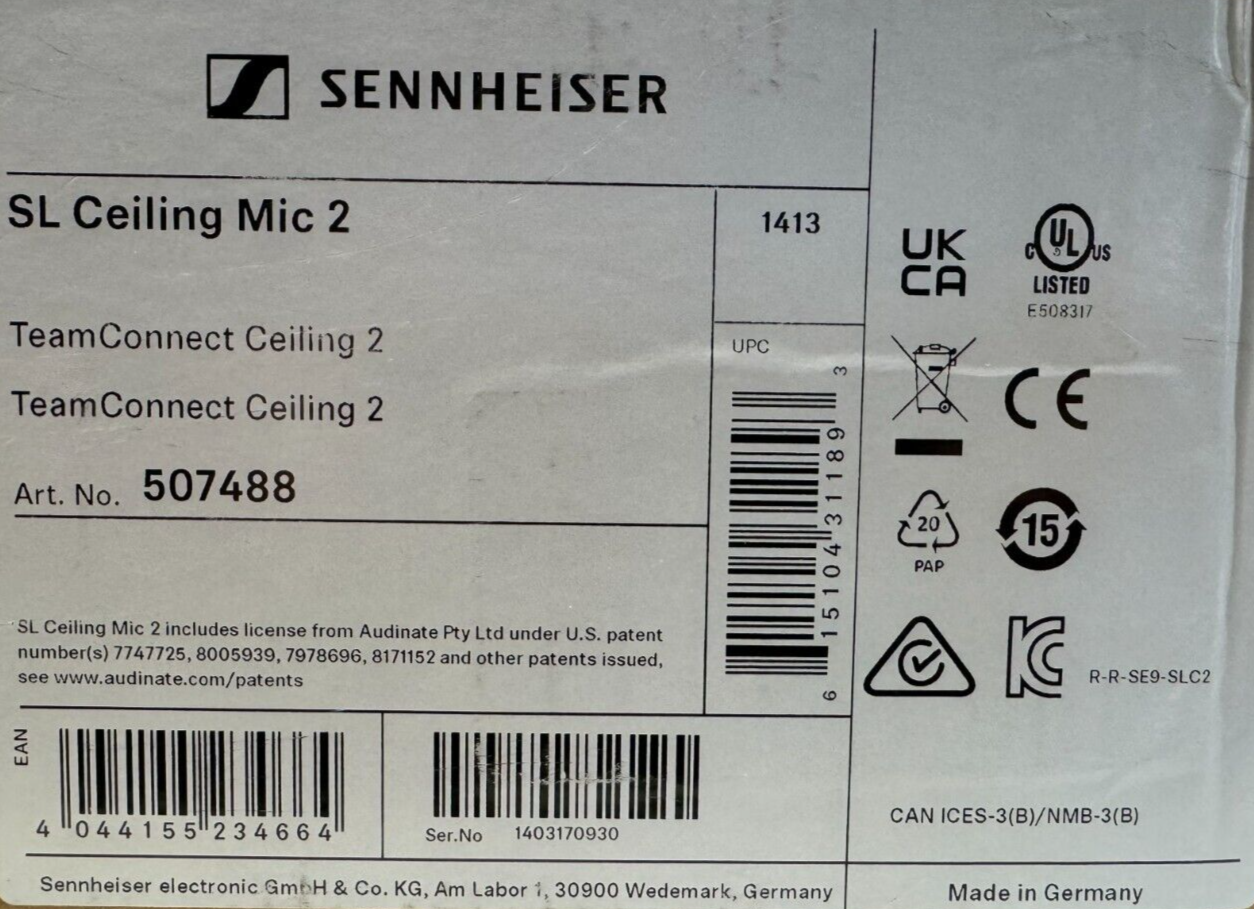 SENNHEISER
SL Ceiling Mic 2
1413
TeamConnect Ceiling 2
TeamConnect Ceiling 2
Art. No. 507488
UPC
6 15104 31189 3
SL Ceiling Mic 2 includes license from Audinate Pty Ltd under U.S. patent
number(s) 7747725, 8005939, 7978696, 8171152 and other patents issued,
see www.audinate.com/patents
EAN
4 044155 234664
Ser.No 1403170930
Sennheiser electronic GmbH & Co. KG, Am Labor 1, 30900 Wedemark, Germany
UK
CA
C UL US
LISTED
E508317
CE
20
PAP
15
KC
R-R-SE9-SLC2
CAN ICES-3(B)/NMB-3(B)
Made in Germany